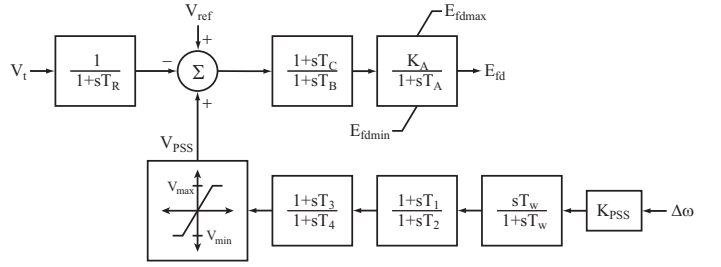 V_ref
E_fdmax
+
V_t
1
1+sT_R
−
Σ
1+sT_C
1+sT_B
K_A
1+sT_A
E_fd
+
E_fdmin
V_PSS
V_max
V_min
1+sT_3
1+sT_4
1+sT_1
1+sT_2
sT_w
1+sT_w
K_PSS
Δω